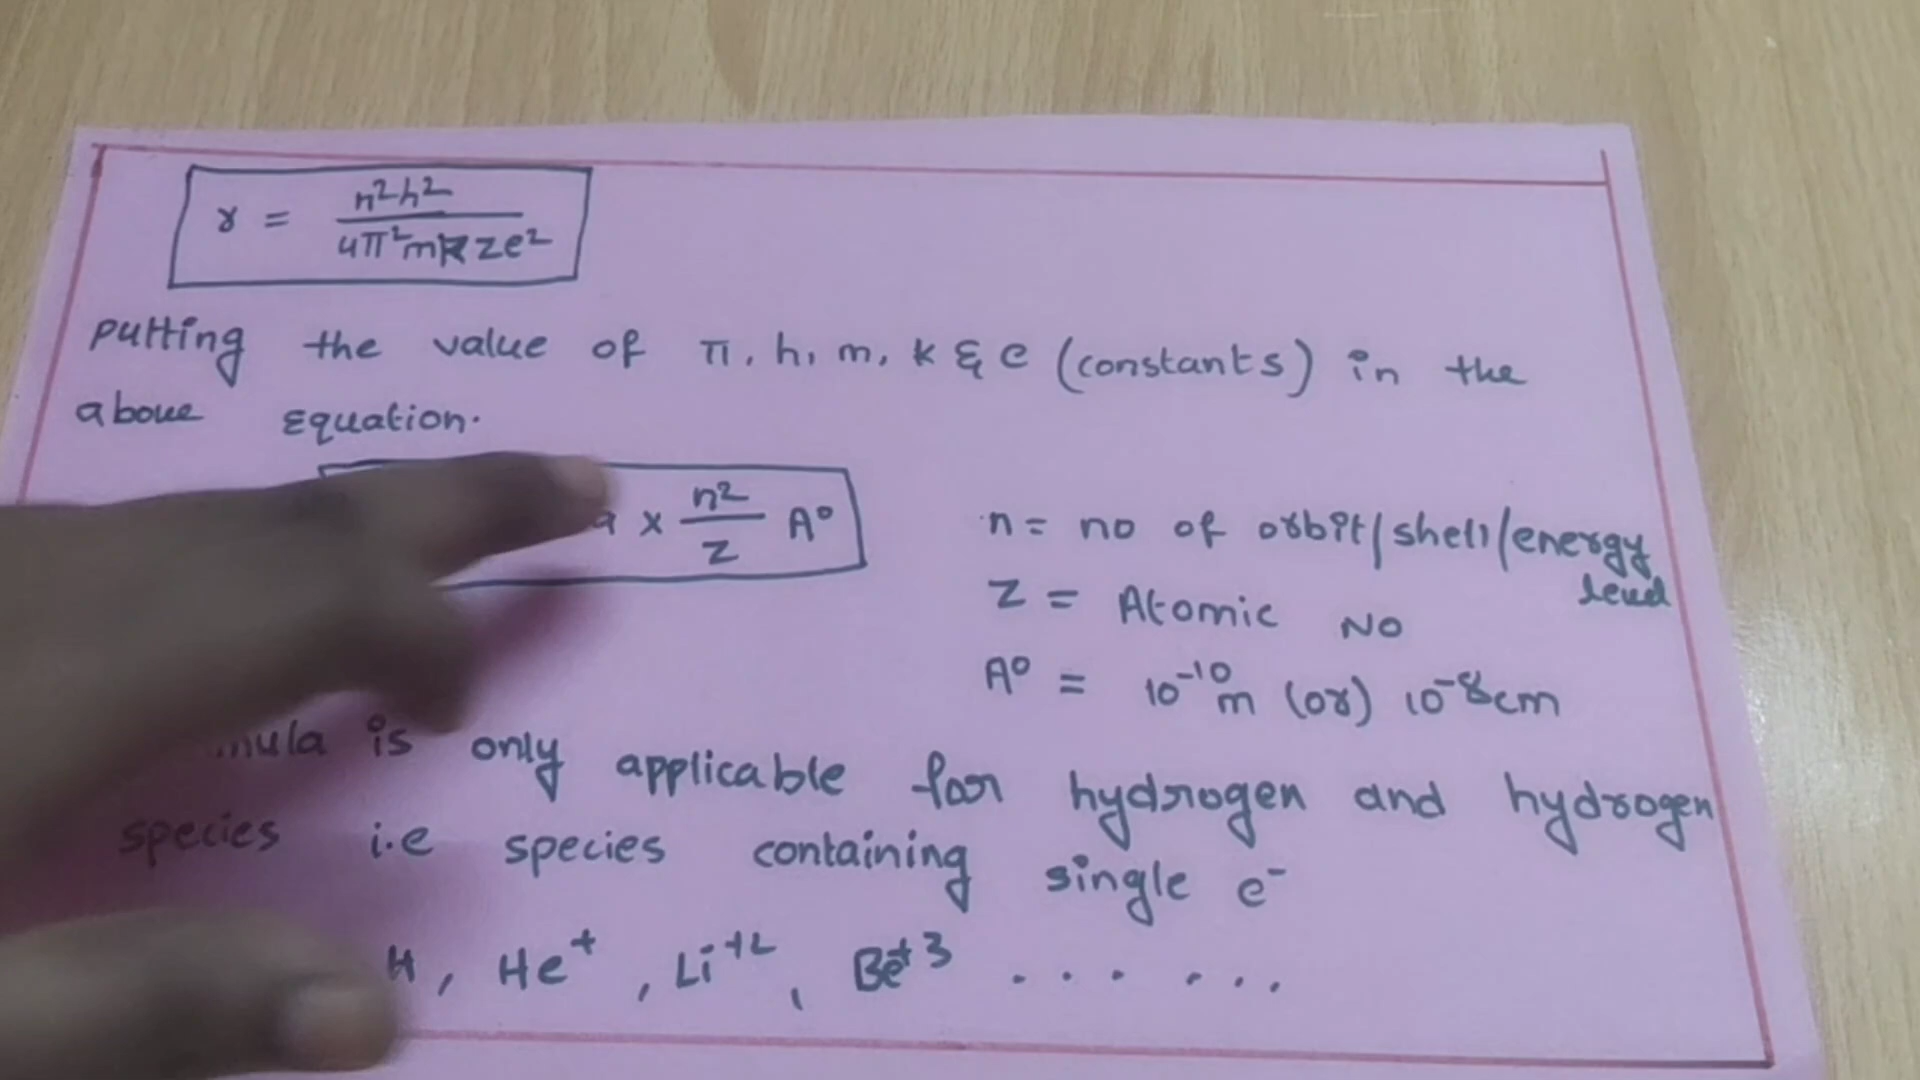 r = n²h² / 4π²mKze²
putting the value of π, h, m, k & e (constants) in the
above Equation.
x n²/z A°
n = no of orbit/shell/energy level
Z = Atomic No
A° = 10⁻¹⁰m (or) 10⁻⁸cm
is only applicable for hydrogen and hydrogen
species i.e species containing single e⁻
H, He⁺, Li⁺², Be⁺³ . . . . . .